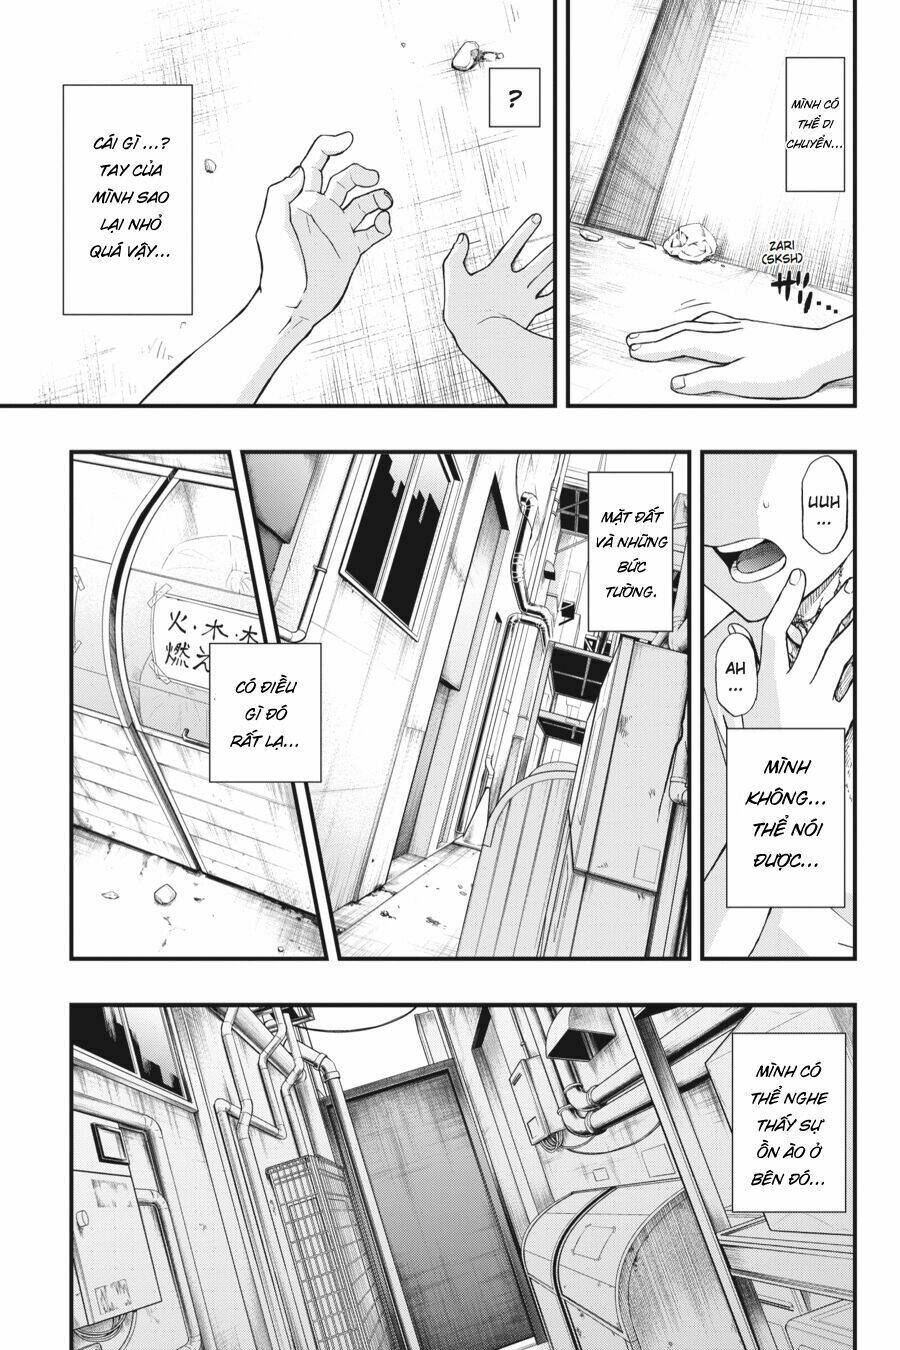 MÌNH CÓ
THỂ DI
CHUYỂN...
ZARI
(SKSH)
?
CÁI GÌ ...?
TAY CỦA
MÌNH SAO
LẠI NHỎ
QUÁ VẬY...
UUH
...
AH
...
MÌNH
KHÔNG...
THỂ NÓI
ĐƯỢC...
MẶT ĐẤT
VÀ NHỮNG
BỨC
TƯỜNG.
CÓ ĐIỀU
GÌ ĐÓ
RẤT LẠ...
火・水・木
燃え
MÌNH CÓ
THỂ NGHE
THẤY SỰ
ỒN ÀO Ở
BÊN ĐÓ...